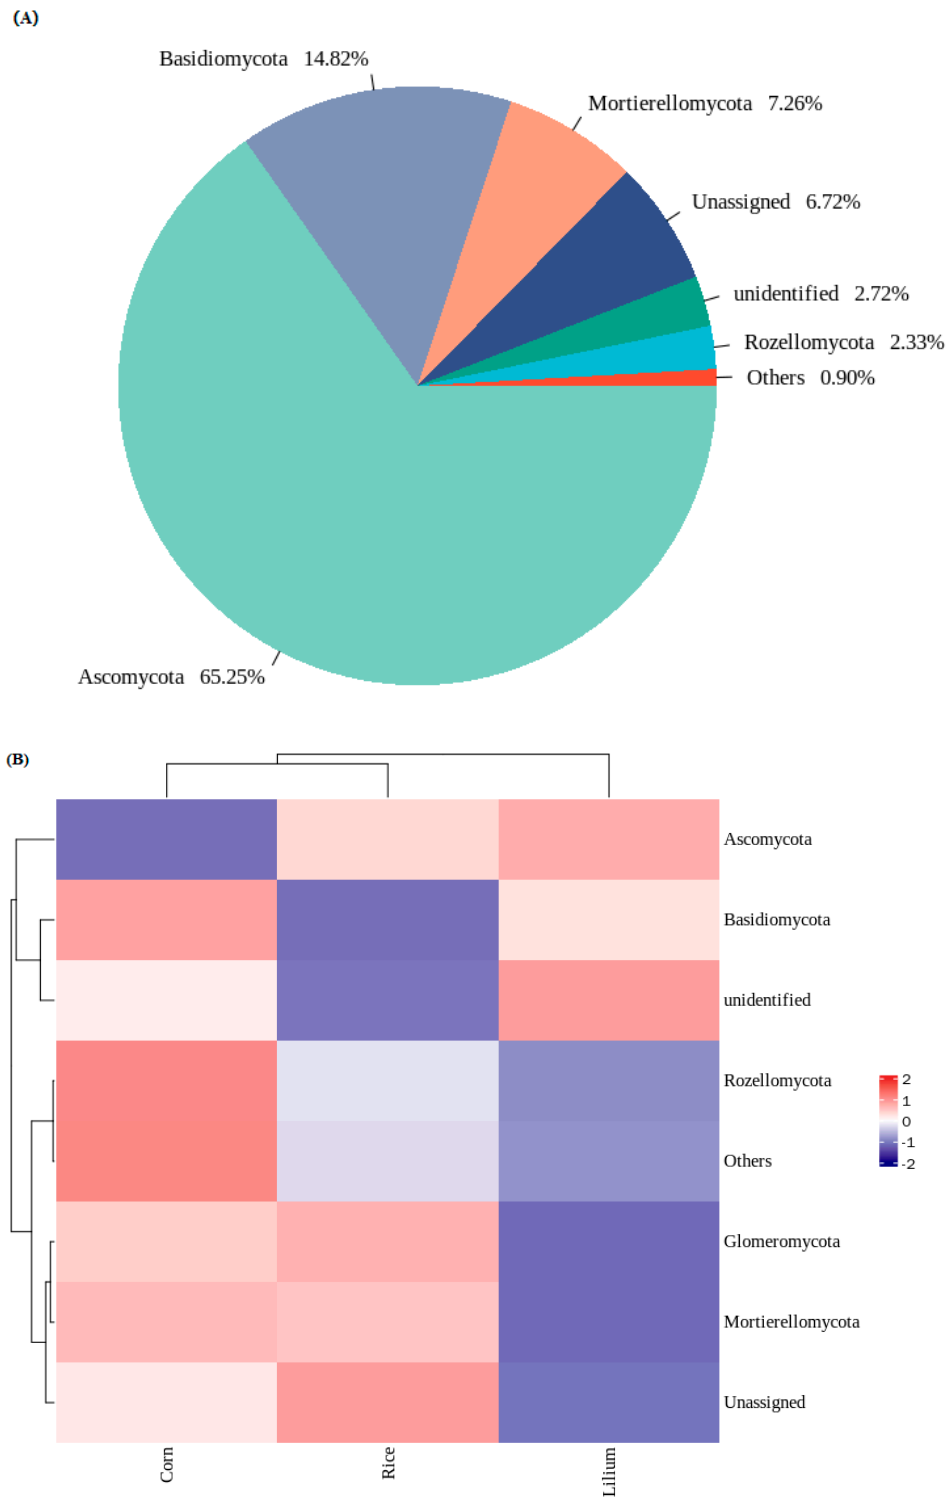 (A)
Basidiomycota 14.82%
Mortierellomycota 7.26%
Unassigned 6.72%
unidentified 2.72%
Rozellomycota 2.33%
Others 0.90%
Ascomycota 65.25%
(B)
Ascomycota
Basidiomycota
unidentified
Rozellomycota
Others
Glomeromycota
Mortierellomycota
Unassigned
2
1
0
-1
-2
Corn
Rice
Lilium